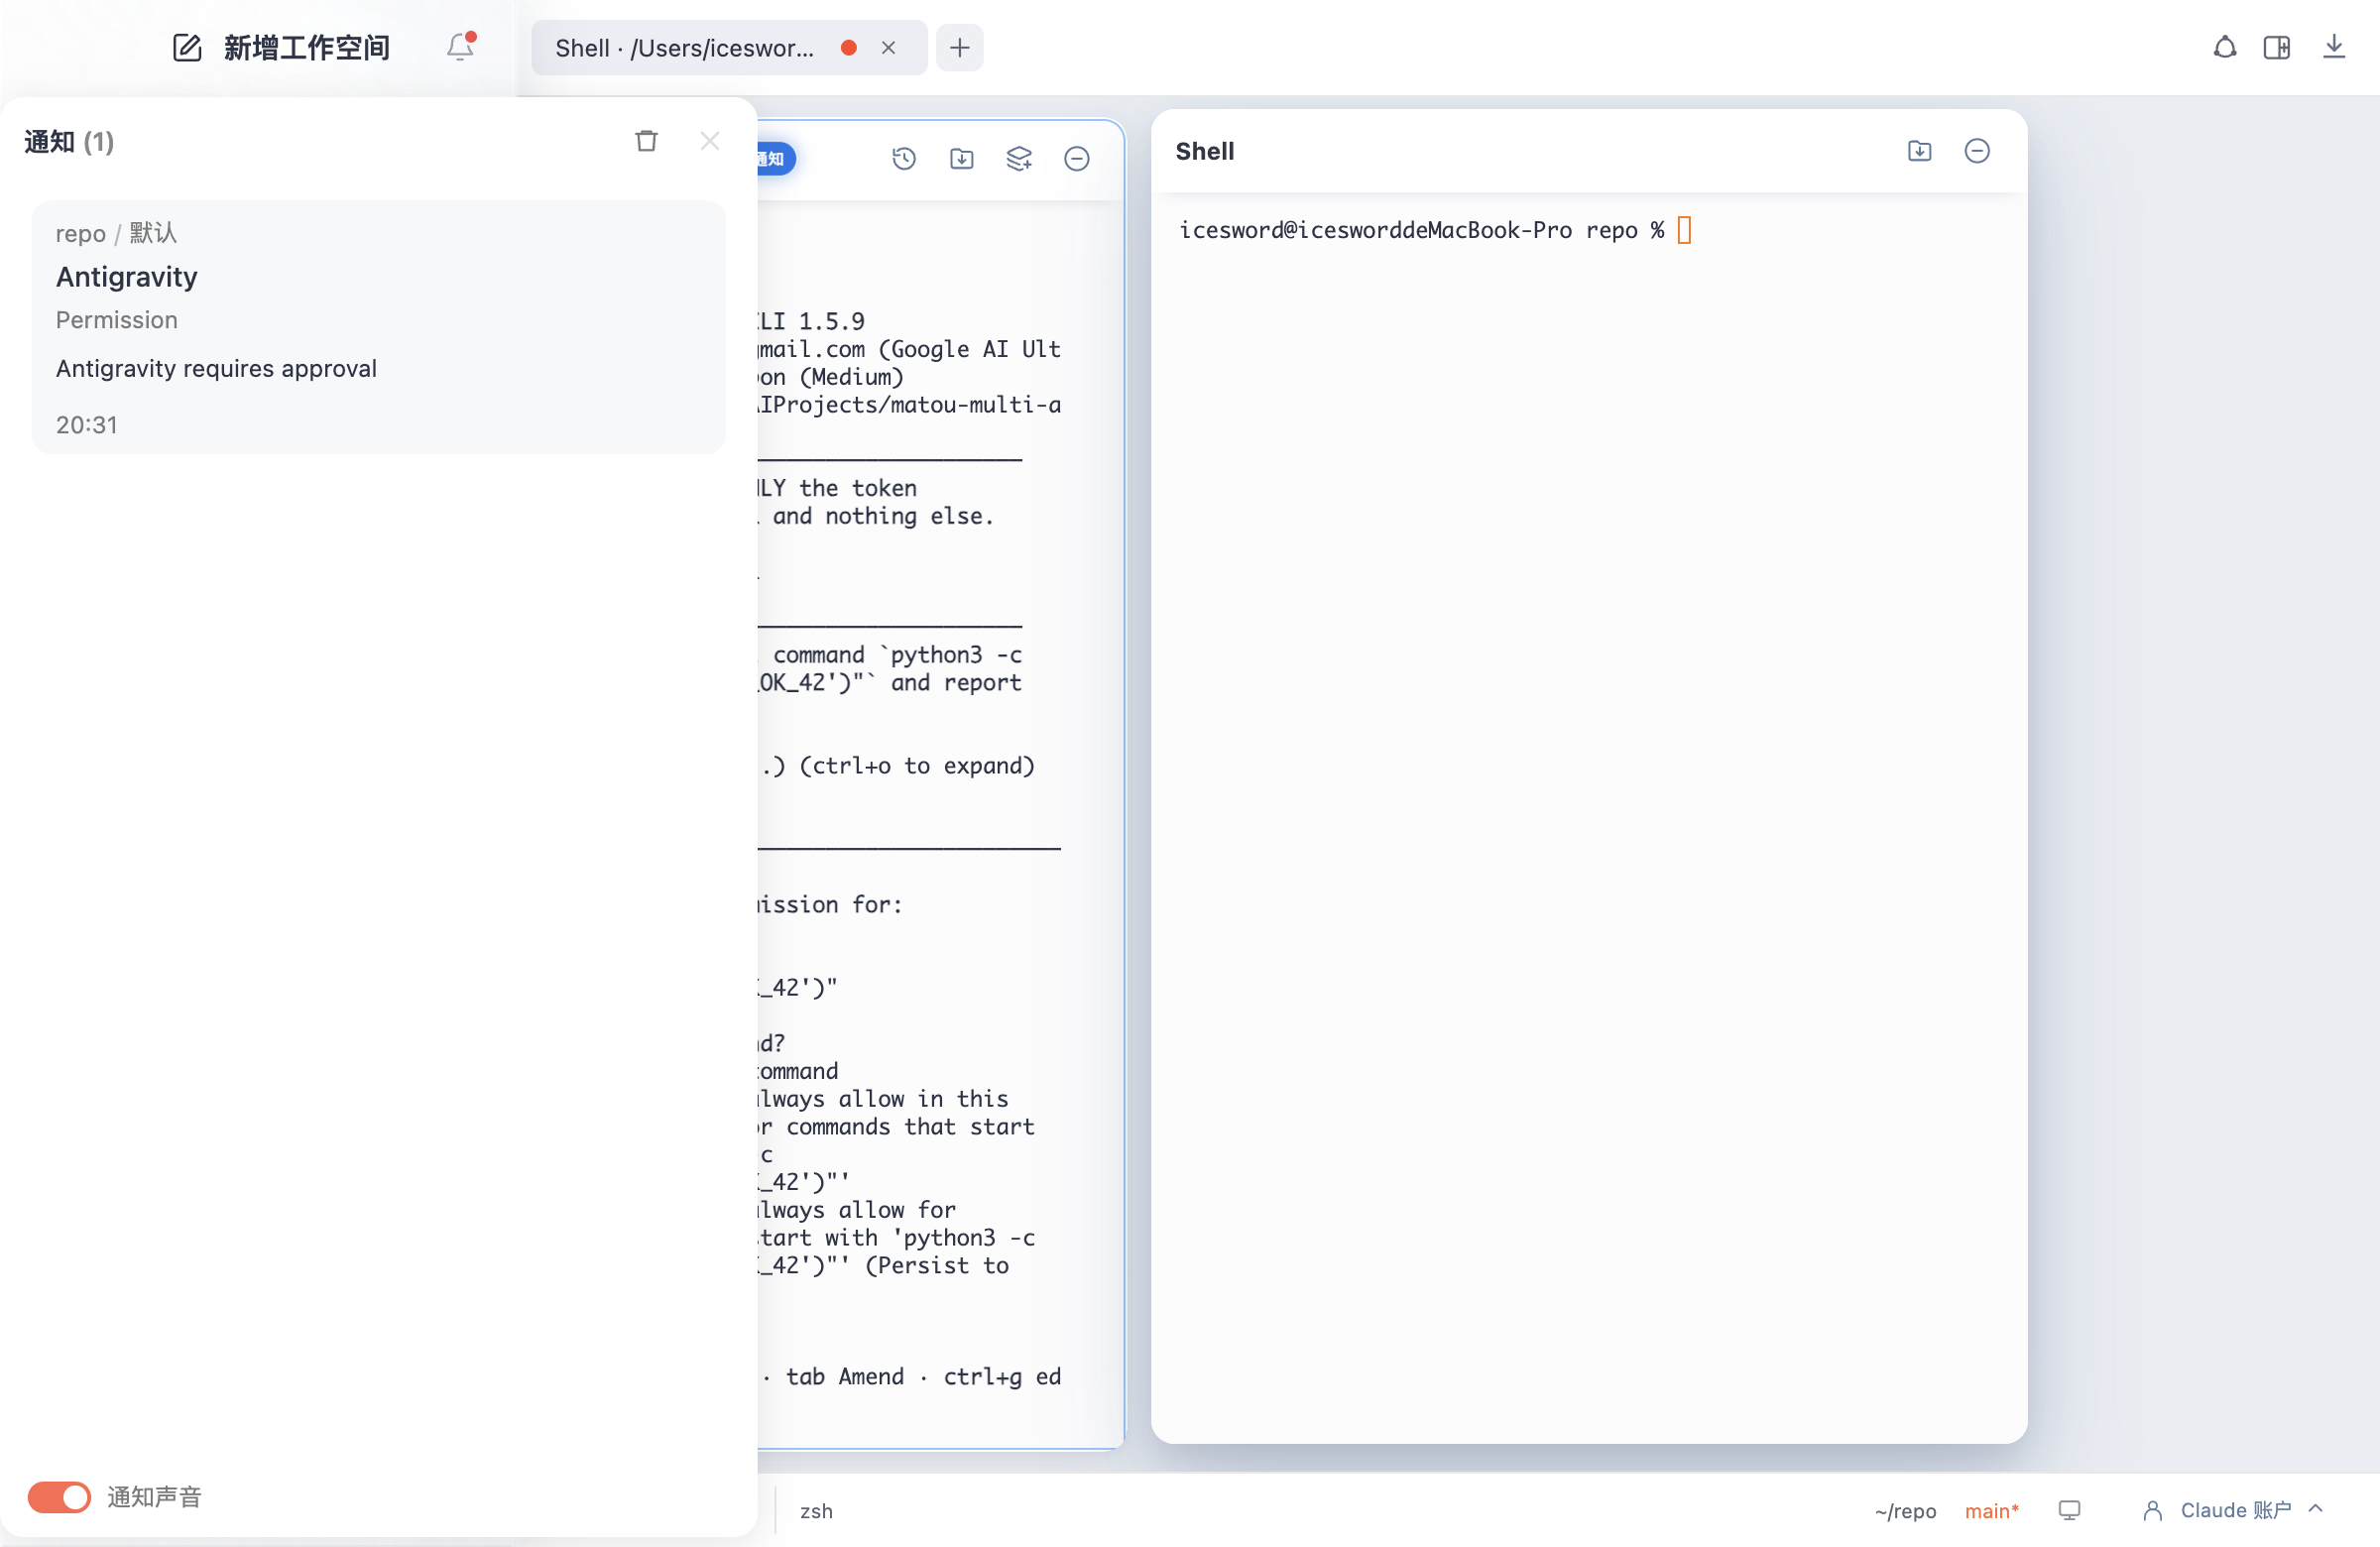 新增工作空间
Shell · /Users/iceswor...
通知 (1)
repo / 默认
Antigravity
Permission
Antigravity requires approval
20:31
通知声音
通知
LI 1.5.9
mail.com (Google AI Ult
on (Medium)
AIProjects/matou-multi-a
LY the token
and nothing else.
command `python3 -c
OK_42')"` and report
.) (ctrl+o to expand)
ission for:
_42')"
d?
ommand
lways allow in this
r commands that start
c
_42')"'
lways allow for
tart with 'python3 -c
_42')"' (Persist to
· tab Amend · ctrl+g ed
Shell
icesword@icesworddeMacBook-Pro repo %
zsh
~/repo
main*
Claude 账户